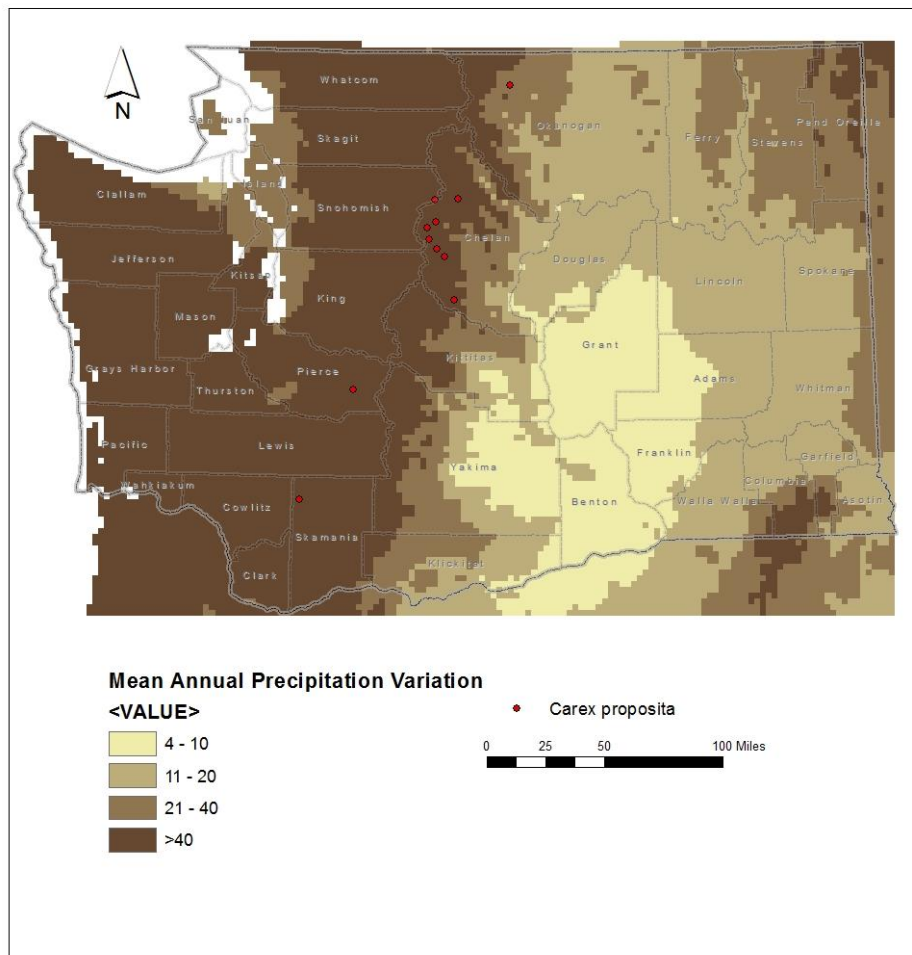 N
Whatcom
San Juan
Okanogan
Ferry
Pend Oreille
Stevens
Skagit
Island
Clallam
Snohomish
Chelan
Jefferson
Douglas
Kitsap
Lincoln
Spokane
King
Mason
Grant
Kittitas
Grays Harbor
Pierce
Adams
Thurston
Whitman
Pacific
Lewis
Yakima
Franklin
Garfield
Wahkiakum
Columbia
Cowlitz
Benton
Walla Walla
Asotin
Skamania
Klickitat
Clark
Mean Annual Precipitation Variation
<VALUE>
Carex proposita
4 - 10
0 25 50 100 Miles
11 - 20
21 - 40
>40